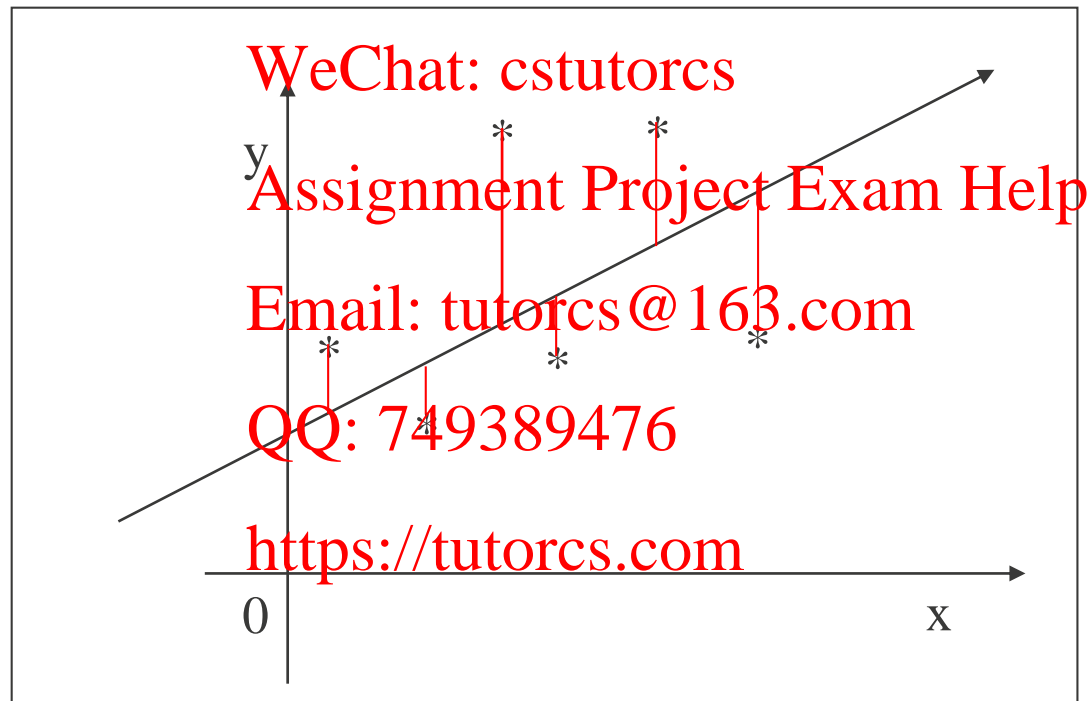 WeChat: cstutorcs
y
Assignment Project Exam Help
Email: tutorcs@163.com
QQ: 749389476
https://tutorcs.com
0
x